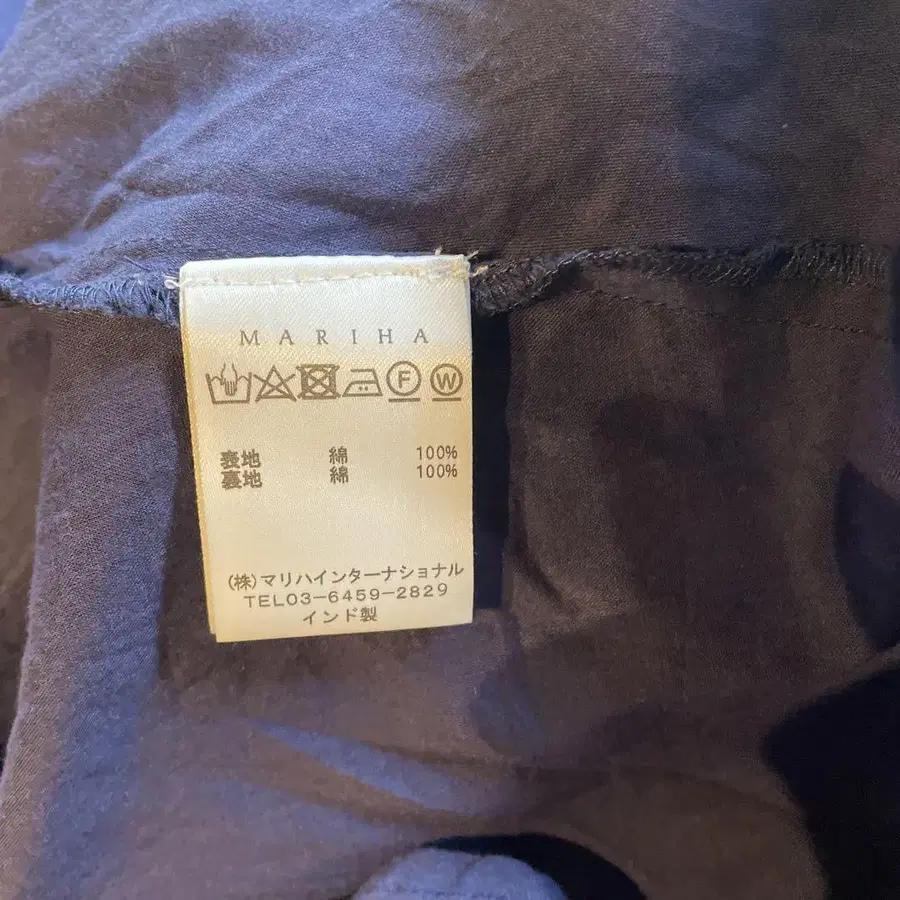 MARIHA
F W
表地 綿 100%
裏地 綿 100%
(株)マリハインターナショナル
TEL03-6459-2829
インド製